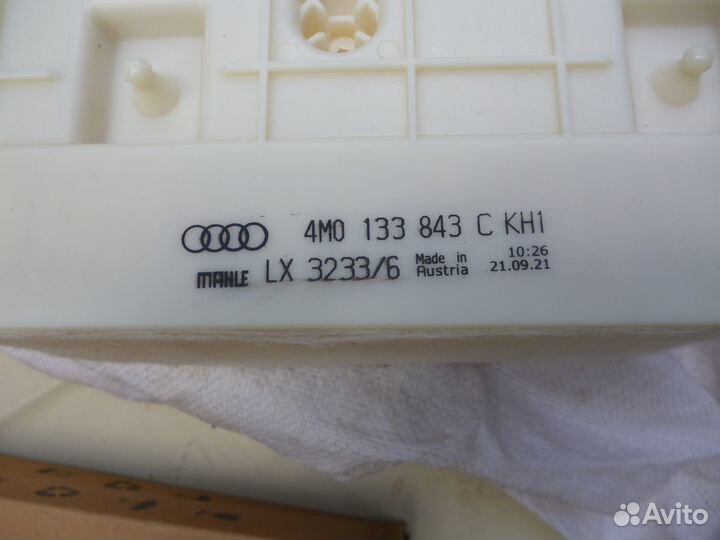 4M0 133 843 C KH1
MAHLE LX 3233/6 Made in Austria 10:26 21.09.21
Avito